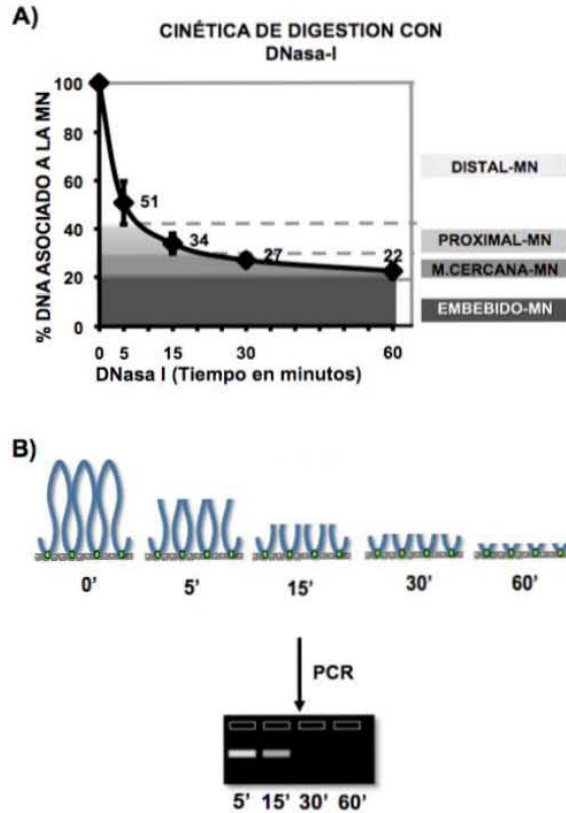 A)
CINÉTICA DE DIGESTION CON
DNasa-I
% DNA ASOCIADO A LA MN
100
80
60
40
20
0
51
34
27
22
DISTAL-MN
PROXIMAL-MN
M.CERCANA-MN
EMBEBIDO-MN
0 5 15 30 60
DNasa I (Tiempo en minutos)
B)
0' 5' 15' 30' 60'
PCR
5' 15' 30' 60'